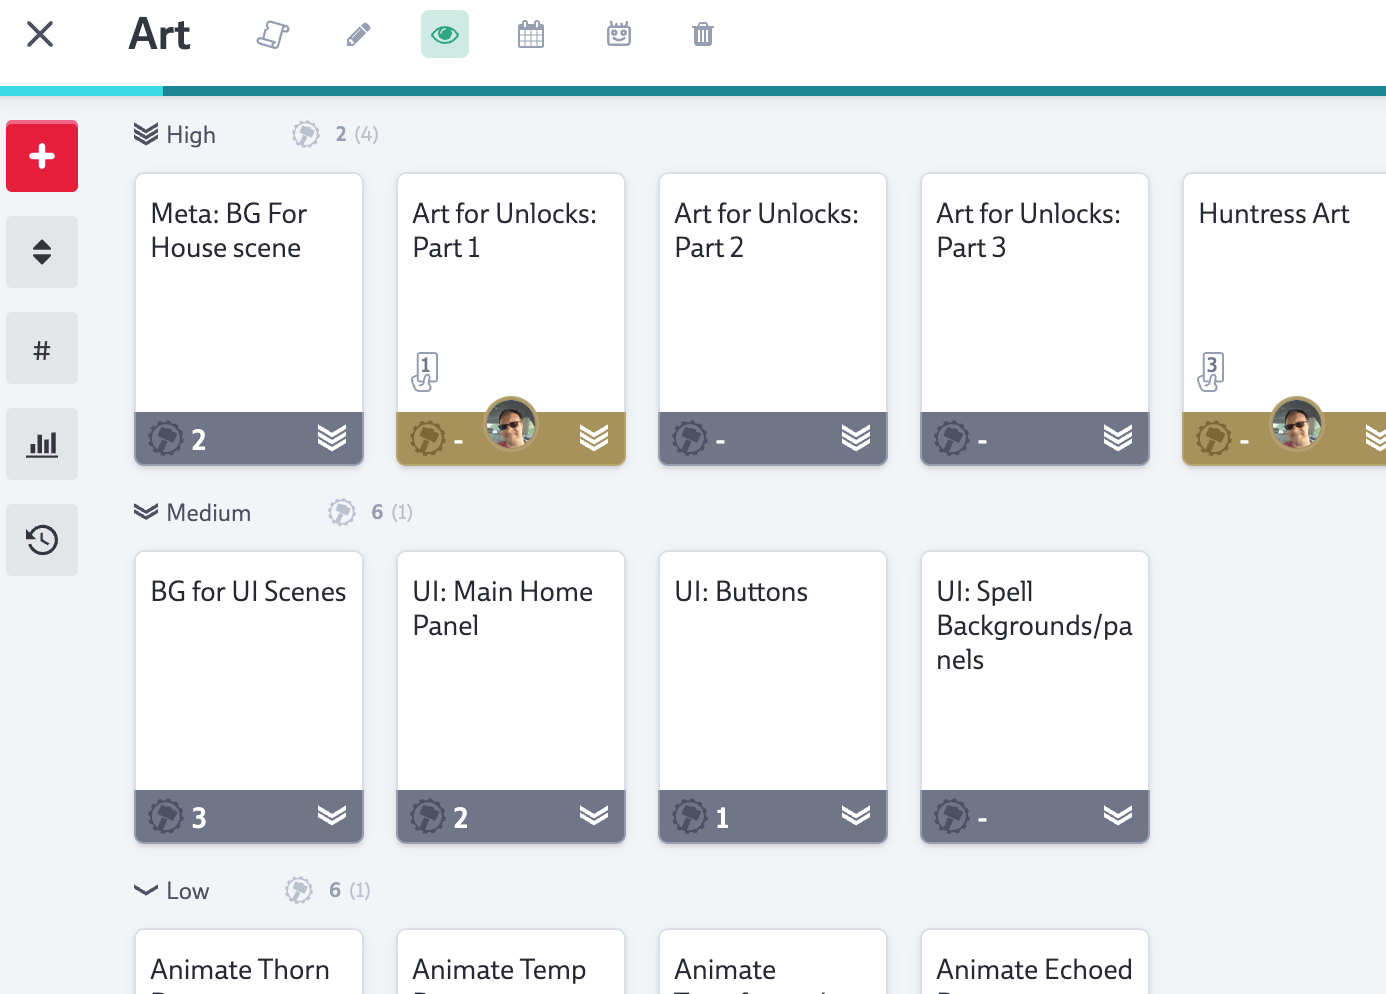 Art
High 2 (4)
Meta: BG For
House scene
2
Art for Unlocks:
Part 1
1
-
Art for Unlocks:
Part 2
-
Art for Unlocks:
Part 3
-
Huntress Art
3
-
#
Medium 6 (1)
BG for UI Scenes
3
UI: Main Home
Panel
2
UI: Buttons
1
UI: Spell
Backgrounds/pa
nels
-
Low 6 (1)
Animate Thorn
Animate Temp
Animate
Animate Echoed